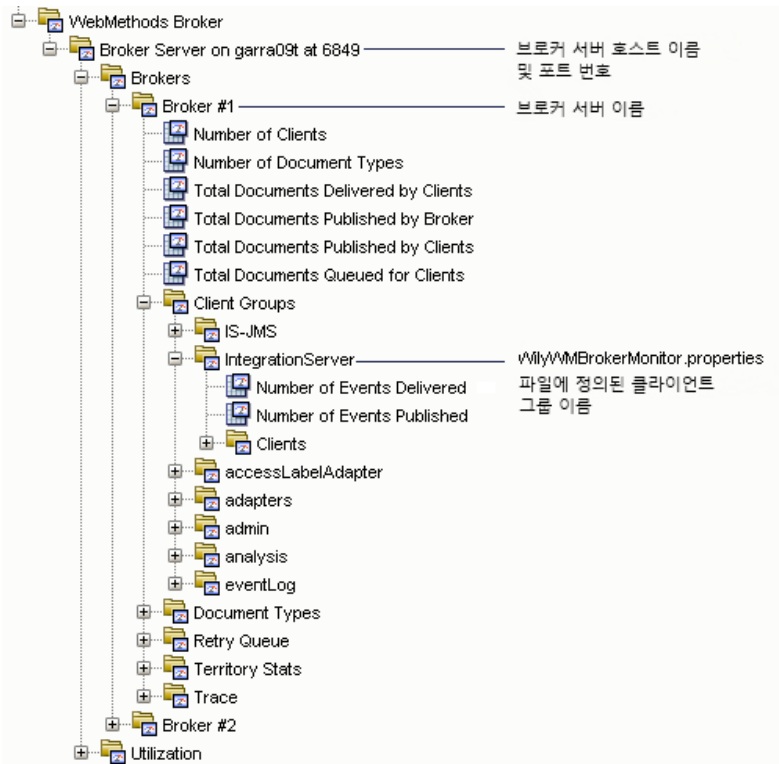 WebMethods Broker
Broker Server on garra09t at 6849
브로커 서버 호스트 이름
및 포트 번호
Brokers
Broker #1
브로커 서버 이름
Number of Clients
Number of Document Types
Total Documents Delivered by Clients
Total Documents Published by Broker
Total Documents Published by Clients
Total Documents Queued for Clients
Client Groups
IS-JMS
IntegrationServer
WilyWMBrokerMonitor.properties
파일에 정의된 클라이언트
그룹 이름
Number of Events Delivered
Number of Events Published
Clients
accessLabelAdapter
adapters
admin
analysis
eventLog
Document Types
Retry Queue
Territory Stats
Trace
Broker #2
Utilization